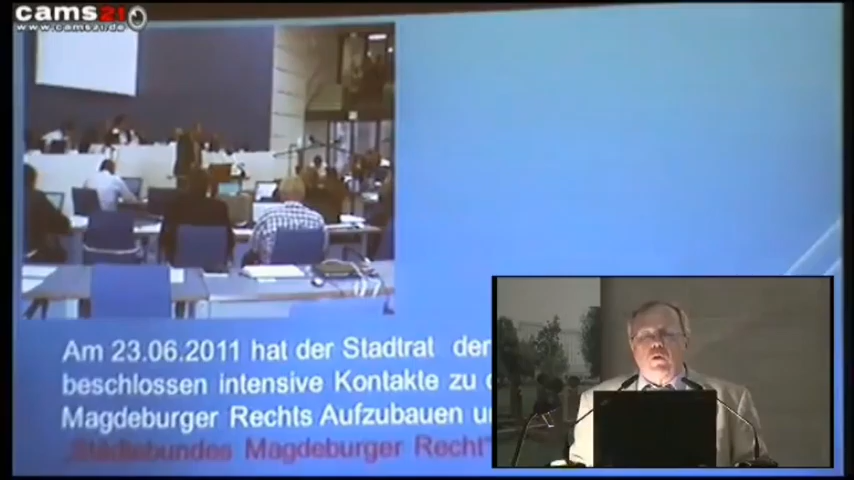 cams21
www.cams21.de
Am 23.06.2011 hat der Stadtrat der
beschlossen intensive Kontakte zu
Magdeburger Rechts Aufzubauen
„Städtebundes Magdeburger Recht"